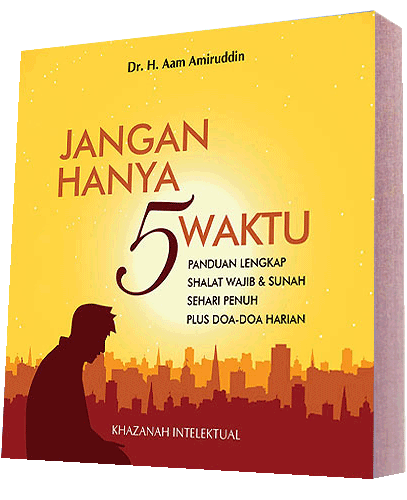 Dr. H. Aam Amiruddin
JANGAN
HANYA
5 WAKTU
PANDUAN LENGKAP
SHALAT WAJIB & SUNAH
SEHARI PENUH
PLUS DOA-DOA HARIAN
KHAZANAH INTELEKTUAL